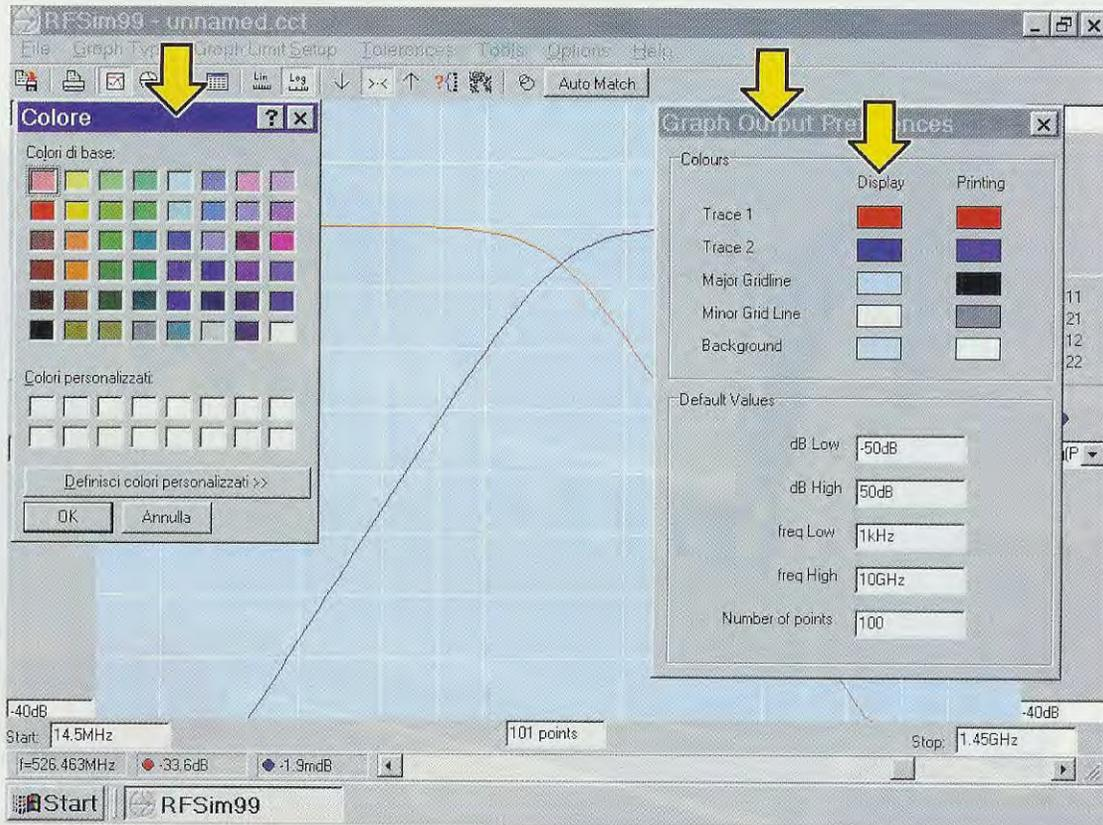 RFSim99 - unnamed.cct
File Graph Graph Limit Setup Tolerences Tools Options Help
Lin Log Auto Match
Colore
Colori di base:
Colori personalizzati:
Definisci colori personalizzati >>
OK Annulla
Graph Output
Colours
Display Printing
Trace 1
Trace 2
Major Gridline
Minor Grid Line
Background
Default Values
dB Low -50dB
dB High 50dB
freq Low 1kHz
freq High 10GHz
Number of points 100
11
21
12
22
-40dB
-40dB
Start: 14.5MHz
101 points
Stop: 1.45GHz
f=526.463MHz -33.6dB -1.9mdB
Start RFSim99